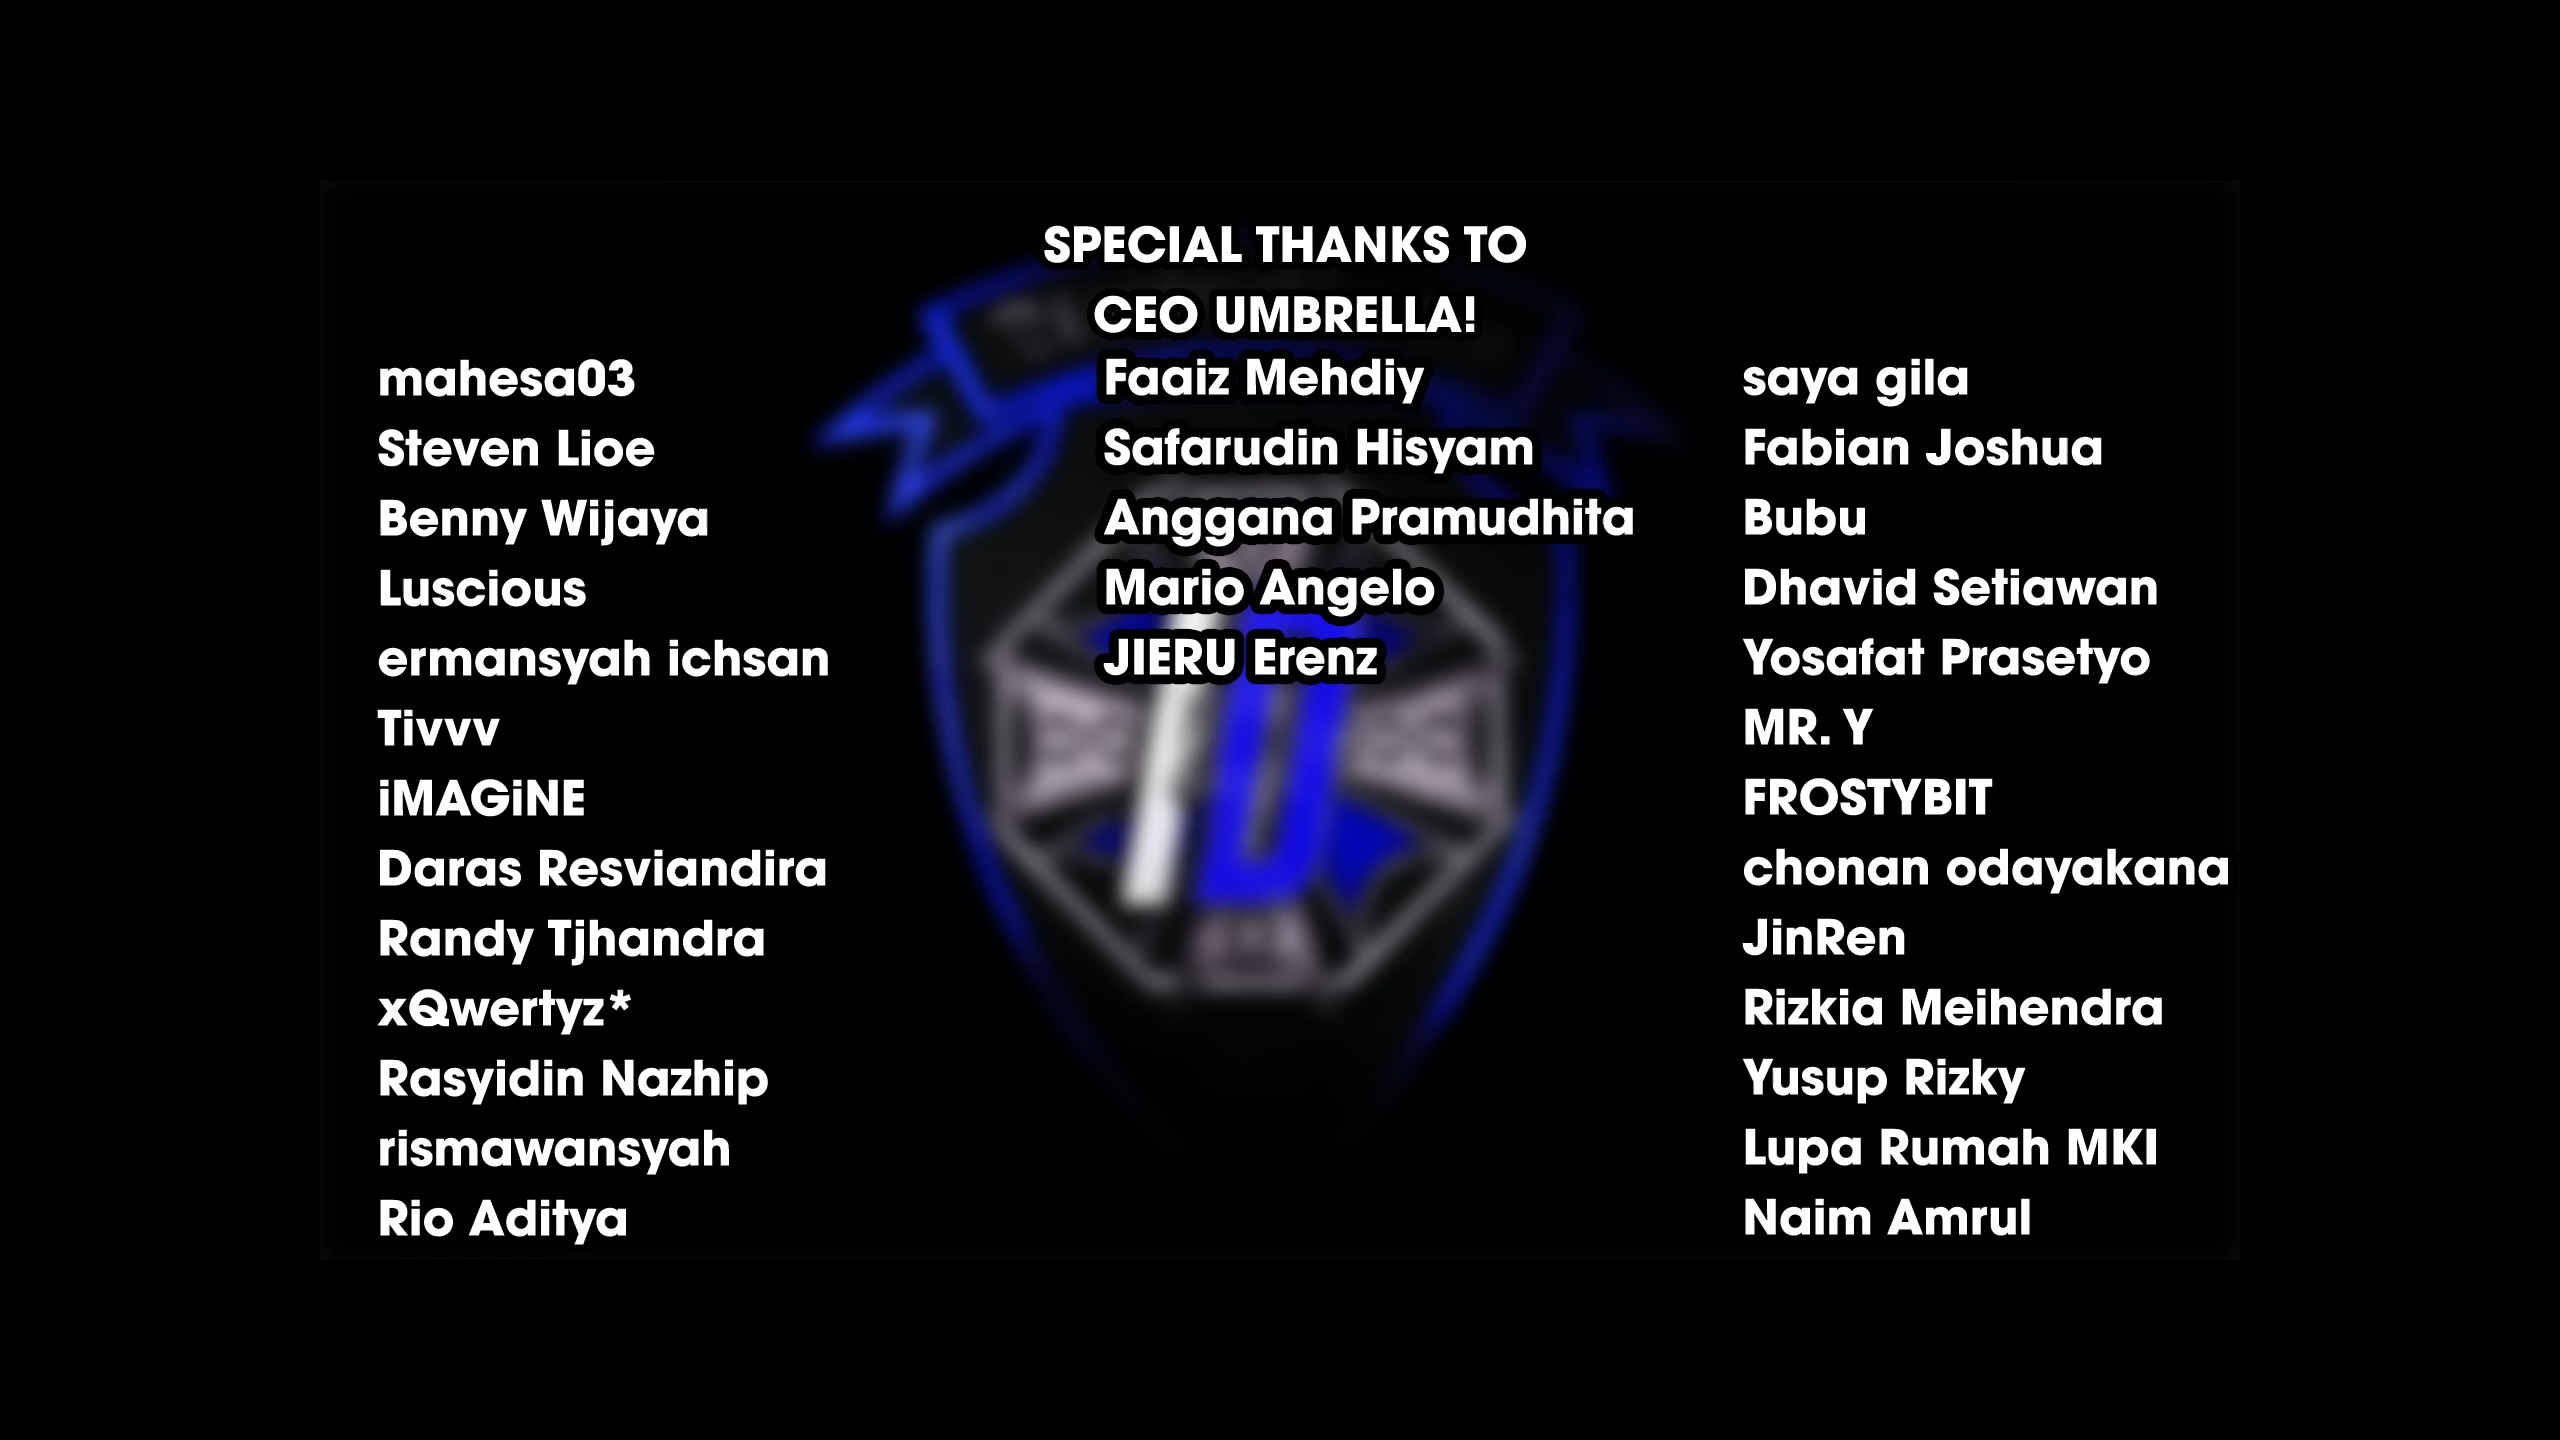 SPECIAL THANKS TO
CEO UMBRELLA!
mahesa03
Steven Lioe
Benny Wijaya
Luscious
ermansyah ichsan
Tivvv
iMAGiNE
Daras Resviandira
Randy Tjhandra
xQwertyz*
Rasyidin Nazhip
rismawansyah
Rio Aditya
Faaiz Mehdiy
Safarudin Hisyam
Anggana Pramudhita
Mario Angelo
JIERU Erenz
saya gila
Fabian Joshua
Bubu
Dhavid Setiawan
Yosafat Prasetyo
MR. Y
FROSTYBIT
chonan odayakana
JinRen
Rizkia Meihendra
Yusup Rizky
Lupa Rumah MKI
Naim Amrul